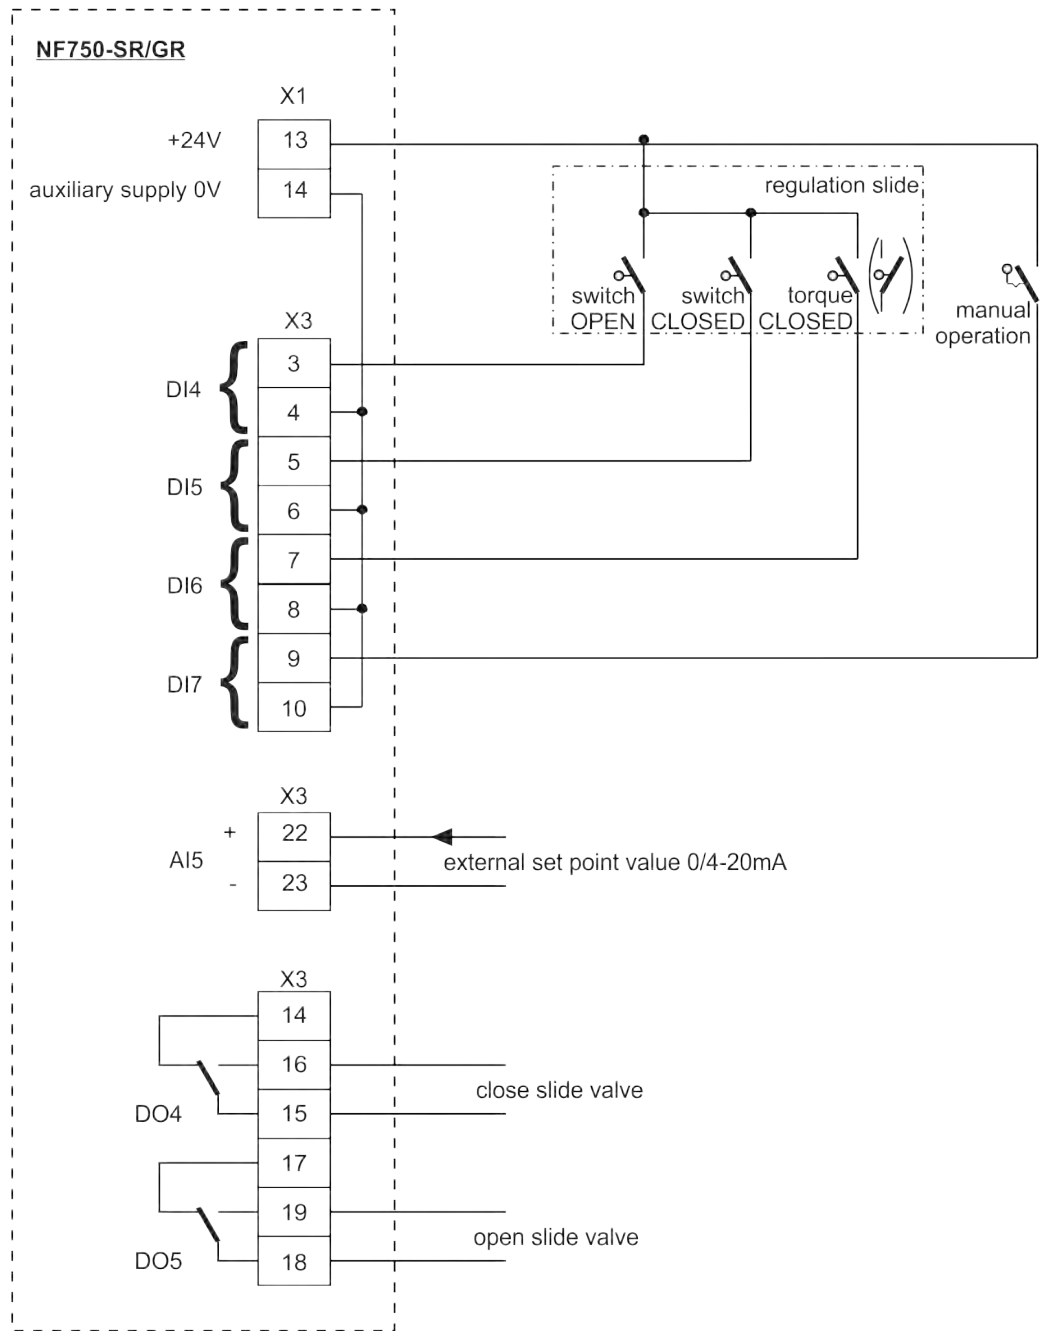 NF750-SR/GR
X1
+24V 13
auxiliary supply 0V 14
regulation slide
switch OPEN
switch CLOSED
torque CLOSED
manual operation
X3
DI4
3
4
DI5
5
6
DI6
7
8
DI7
9
10
X3
AI5
+ 22
- 23
external set point value 0/4-20mA
X3
14
16
close slide valve
DO4 15
17
19
open slide valve
DO5 18